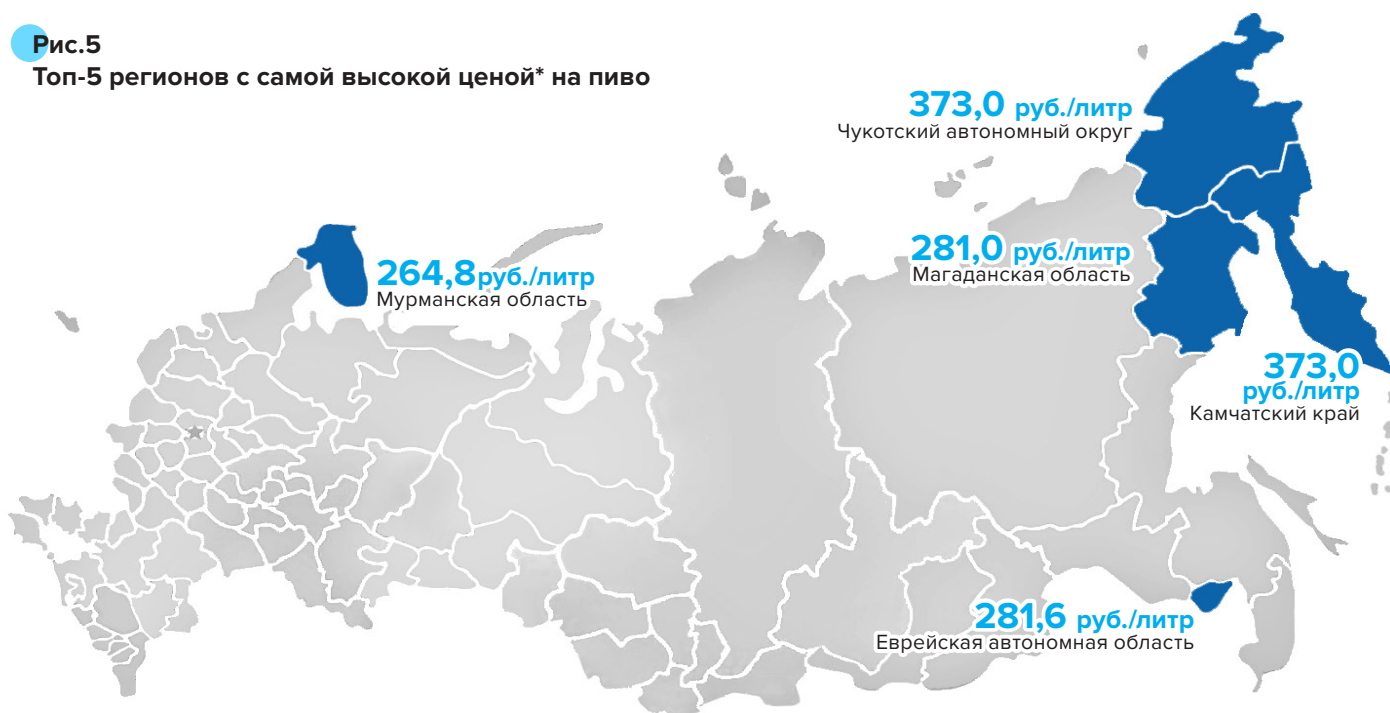 Рис.5
Топ-5 регионов с самой высокой ценой* на пиво
373,0 руб./литр
Чукотский автономный округ
281,0 руб./литр
Магаданская область
264,8руб./литр
Мурманская область
373,0
руб./литр
Камчатский край
281,6 руб./литр
Еврейская автономная область